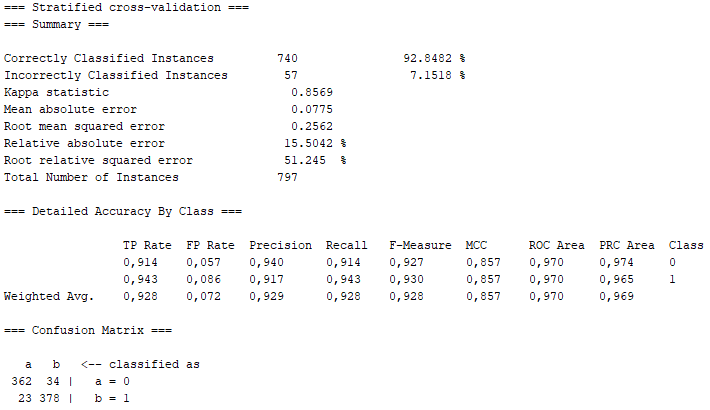 === Stratified cross-validation ===
=== Summary ===
Correctly Classified Instances 740 92.8482 %
Incorrectly Classified Instances 57 7.1518 %
Kappa statistic 0.8569
Mean absolute error 0.0775
Root mean squared error 0.2562
Relative absolute error 15.5042 %
Root relative squared error 51.245 %
Total Number of Instances 797
=== Detailed Accuracy By Class ===
TP Rate FP Rate Precision Recall F-Measure MCC ROC Area PRC Area Class
0,914 0,057 0,940 0,914 0,927 0,857 0,970 0,974 0
0,943 0,086 0,917 0,943 0,930 0,857 0,970 0,965 1
Weighted Avg. 0,928 0,072 0,929 0,928 0,928 0,857 0,970 0,969
=== Confusion Matrix ===
a b <-- classified as
362 34 | a = 0
23 378 | b = 1